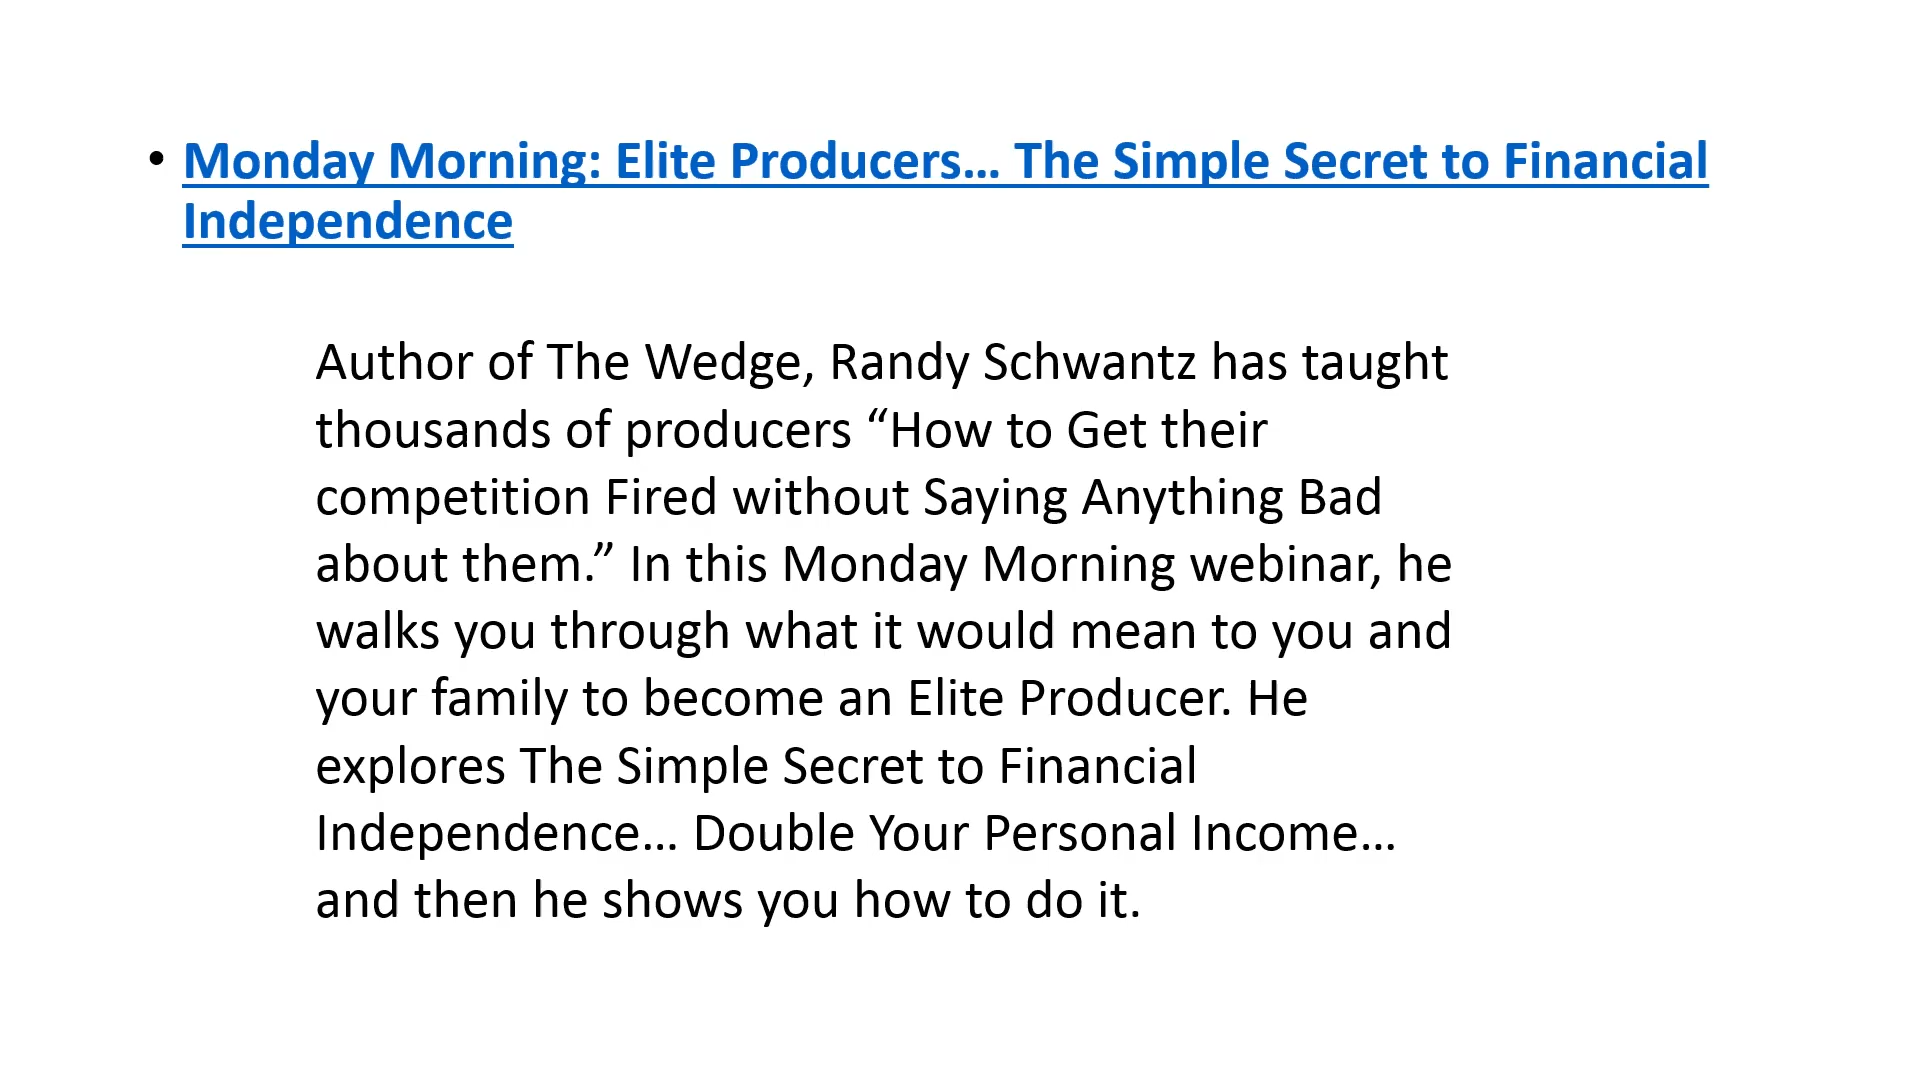 • Monday Morning: Elite Producers… The Simple Secret to Financial
Independence
Author of The Wedge, Randy Schwantz has taught
thousands of producers “How to Get their
competition Fired without Saying Anything Bad
about them.” In this Monday Morning webinar, he
walks you through what it would mean to you and
your family to become an Elite Producer. He
explores The Simple Secret to Financial
Independence… Double Your Personal Income…
and then he shows you how to do it.